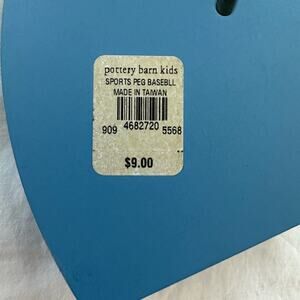 pottery barn kids
SPORTS PEG BASEBLL
MADE IN TAIWAN
909 4682720 5568
$9.00